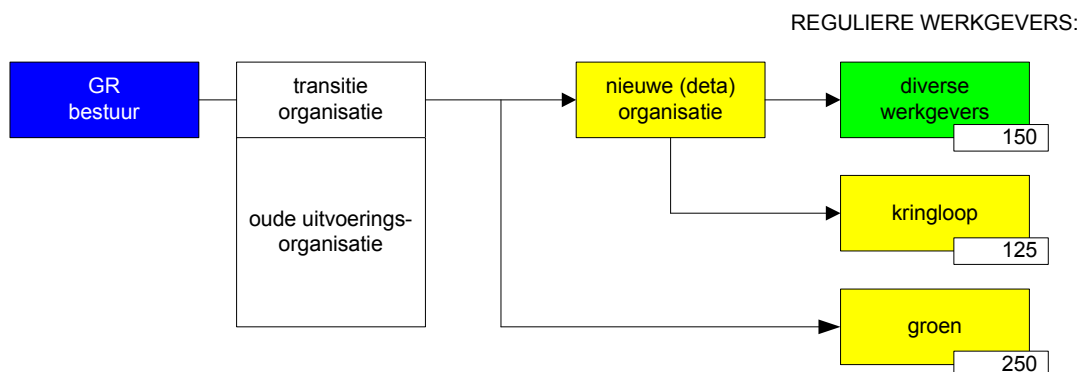 REGULIERE WERKGEVERS:
GR
bestuur
transitie
organisatie
nieuwe (deta)
organisatie
diverse
werkgevers
150
oude uitvoerings-
organisatie
kringloop
125
groen
250